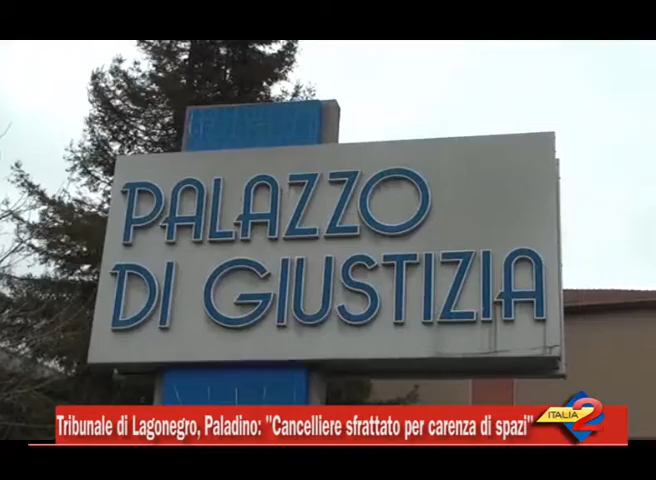 PALAZZO
DI GIUSTIZIA
Tribunale di Lagonegro, Paladino: "Cancelliere sfrattato per carenza di spazi"
ITALIA 2